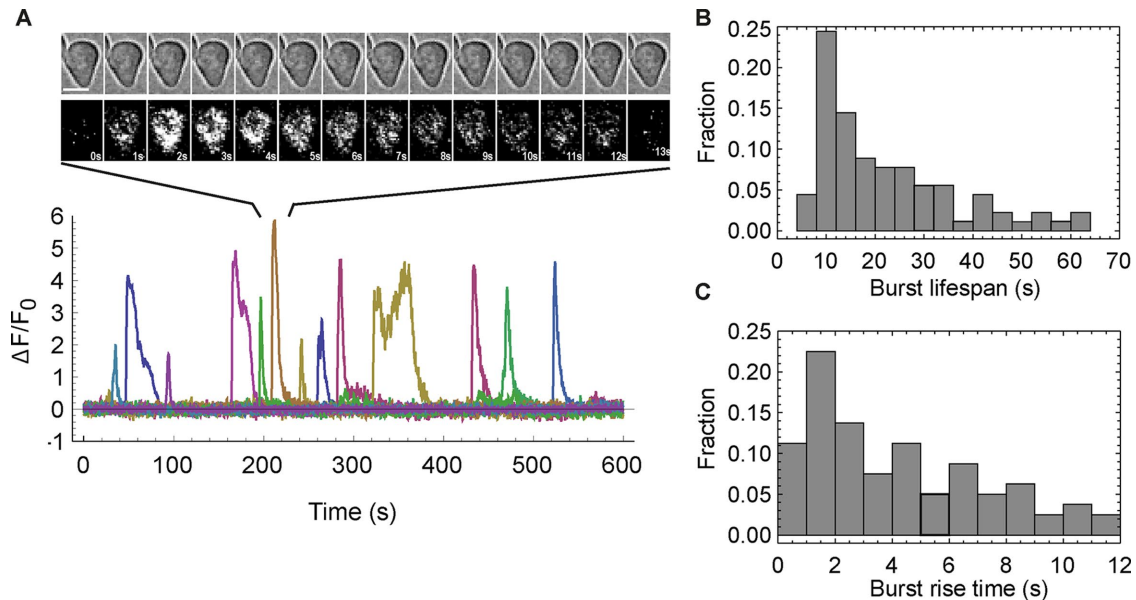 A
0s 1s 2s 3s 4s 5s 6s 7s 8s 9s 10s 11s 12s 13s
6
5
4
3
2
1
0
-1
ΔF/F0
0 100 200 300 400 500 600
Time (s)
B
0.25
0.20
0.15
0.10
0.05
0.00
Fraction
0 10 20 30 40 50 60 70
Burst lifespan (s)
C
0.25
0.20
0.15
0.10
0.05
0.00
Fraction
0 2 4 6 8 10 12
Burst rise time (s)